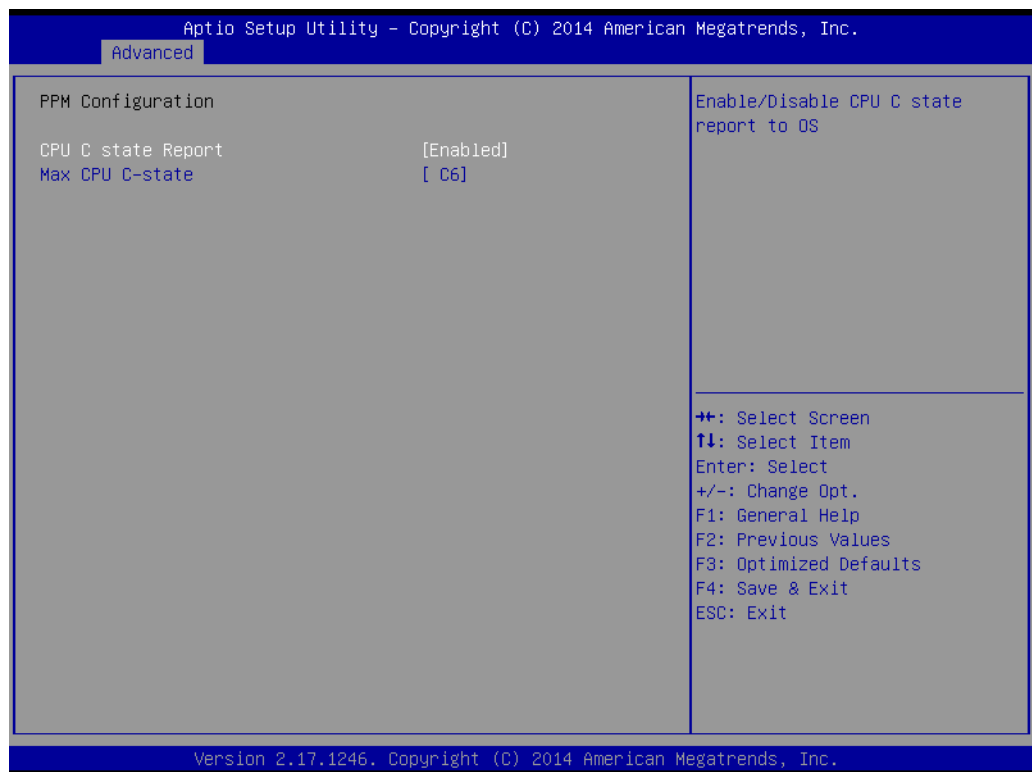 Aptio Setup Utility – Copyright (C) 2014 American Megatrends, Inc.
Advanced
PPM Configuration
CPU C state Report [Enabled]
Max CPU C-state [ C6]
Enable/Disable CPU C state
report to OS
→←: Select Screen
↑↓: Select Item
Enter: Select
+/-: Change Opt.
F1: General Help
F2: Previous Values
F3: Optimized Defaults
F4: Save & Exit
ESC: Exit
Version 2.17.1246. Copyright (C) 2014 American Megatrends, Inc.